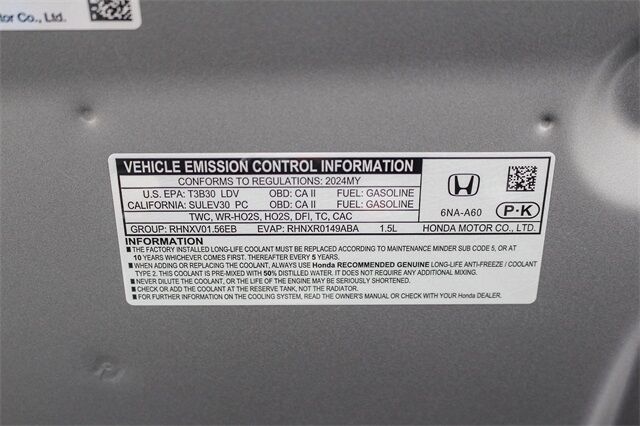 tor Co., Ltd.
VEHICLE EMISSION CONTROL INFORMATION
CONFORMS TO REGULATIONS: 2024MY
U.S. EPA: T3B30 LDV OBD: CA II FUEL: GASOLINE
CALIFORNIA: SULEV30 PC OBD: CA II FUEL: GASOLINE
TWC, WR-HO2S, HO2S, DFI, TC, CAC
6NA-A60 P·K
GROUP: RHNXV01.56EB EVAP: RHNXR0149ABA 1.5L HONDA MOTOR CO., LTD.
INFORMATION
■ THE FACTORY INSTALLED LONG-LIFE COOLANT MUST BE REPLACED ACCORDING TO MAINTENANCE MINDER SUB CODE 5, OR AT
10 YEARS WHICHEVER COMES FIRST. THEREAFTER EVERY 5 YEARS.
■ WHEN ADDING OR REPLACING THE COOLANT, ALWAYS USE Honda RECOMMENDED GENUINE LONG-LIFE ANTI-FREEZE / COOLANT
TYPE 2. THIS COOLANT IS PRE-MIXED WITH 50% DISTILLED WATER. IT DOES NOT REQUIRE ANY ADDITIONAL MIXING.
■ NEVER DILUTE THE COOLANT, OR THE LIFE OF THE ENGINE MAY BE SERIOUSLY SHORTENED.
■ CHECK OR ADD THE COOLANT AT THE RESERVE TANK, NOT THE RADIATOR.
■ FOR FURTHER INFORMATION ON THE COOLING SYSTEM, READ THE OWNER'S MANUAL OR CHECK WITH YOUR Honda DEALER.